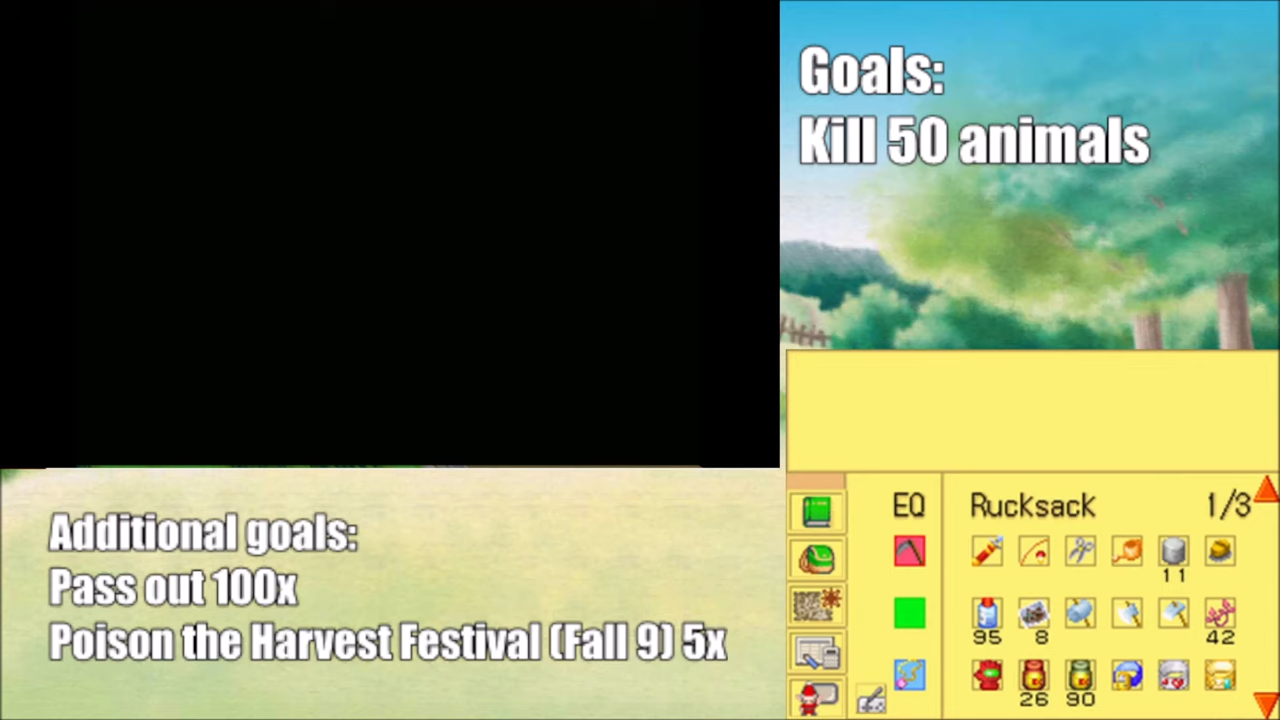 Goals:
Kill 50 animals
EQ Rucksack 1/3
11
95 8 42
26 90
Additional goals:
Pass out 100x
Poison the Harvest Festival (Fall 9) 5x